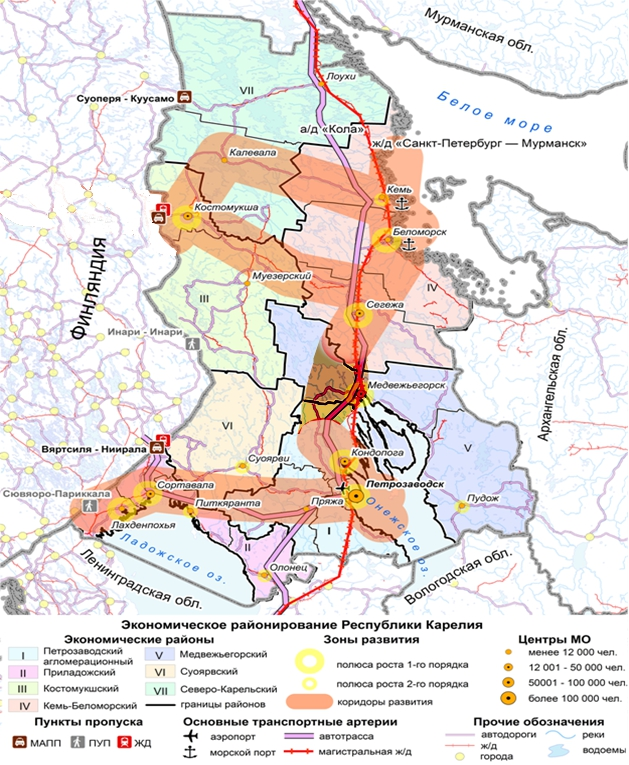 Мурманская обл.
Лоухи
VII
Суоперя - Куусамо
Белое море
а/д «Кола»
ж/д «Санкт-Петербург — Мурманск»
Калевала
VII
Кемь
Костомукша
Беломорск
Муезерский
IV
III
Сегежа
ФИНЛЯНДИЯ
Инари - Инари
Архангельская обл.
Медвежьегорск
VI
V
Вяртсиля - Ниирала
Кондопога
Суоярви
Сортавала
Петрозаводск
Сювяоро-Париккала
Питкяранта
Пряжа
Пудож
Онежское оз.
Лахденпохья
I
Ладожское оз.
II
Олонец
Ленинградская обл.
Вологодская обл.
Экономическое районирование Республики Карелия
Экономические районы
I Петрозаводский агломерационный
II Приладожский
III Костомукшский
IV Кемь-Беломорский
V Медвежьегорский
VI Суоярвский
VII Северо-Карельский
границы районов
Зоны развития
полюса роста 1-го порядка
полюса роста 2-го порядка
коридоры развития
Центры МО
менее 12 000 чел.
12 001 - 50 000 чел.
50001 - 100 000 чел.
более 100 000 чел.
Пункты пропуска
МАПП
ПУП
ЖД
Основные транспортные артерии
аэропорт
морской порт
автотрасса
магистральная ж/д
Прочие обозначения
автодороги
ж/д
города
реки
водоемы